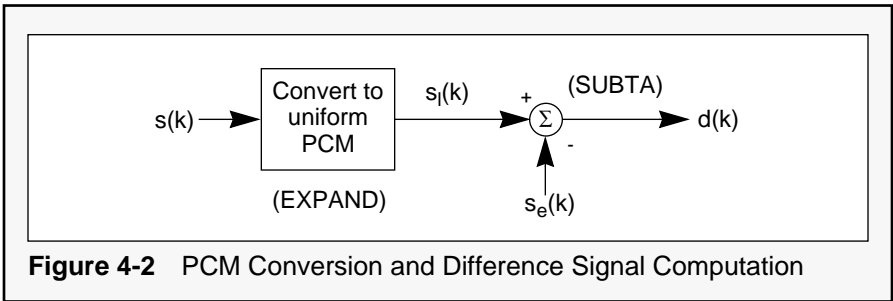 Convert to
uniform
PCM
s(k)
sl(k)
+
(SUBTA)
Σ
d(k)
-
(EXPAND)
se(k)
Figure 4-2 PCM Conversion and Difference Signal Computation